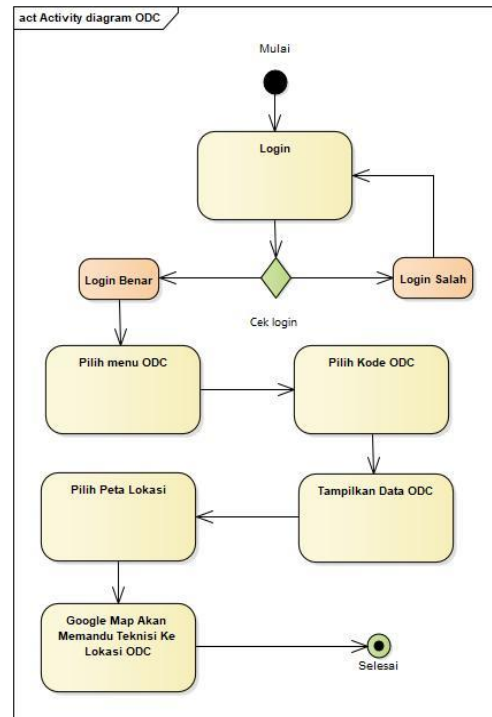 act Activity diagram ODC
Mulai
Login
Login Benar
Login Salah
Cek login
Pilih menu ODC
Pilih Kode ODC
Pilih Peta Lokasi
Tampilkan Data ODC
Google Map Akan
Memandu Teknisi Ke
Lokasi ODC
Selesai